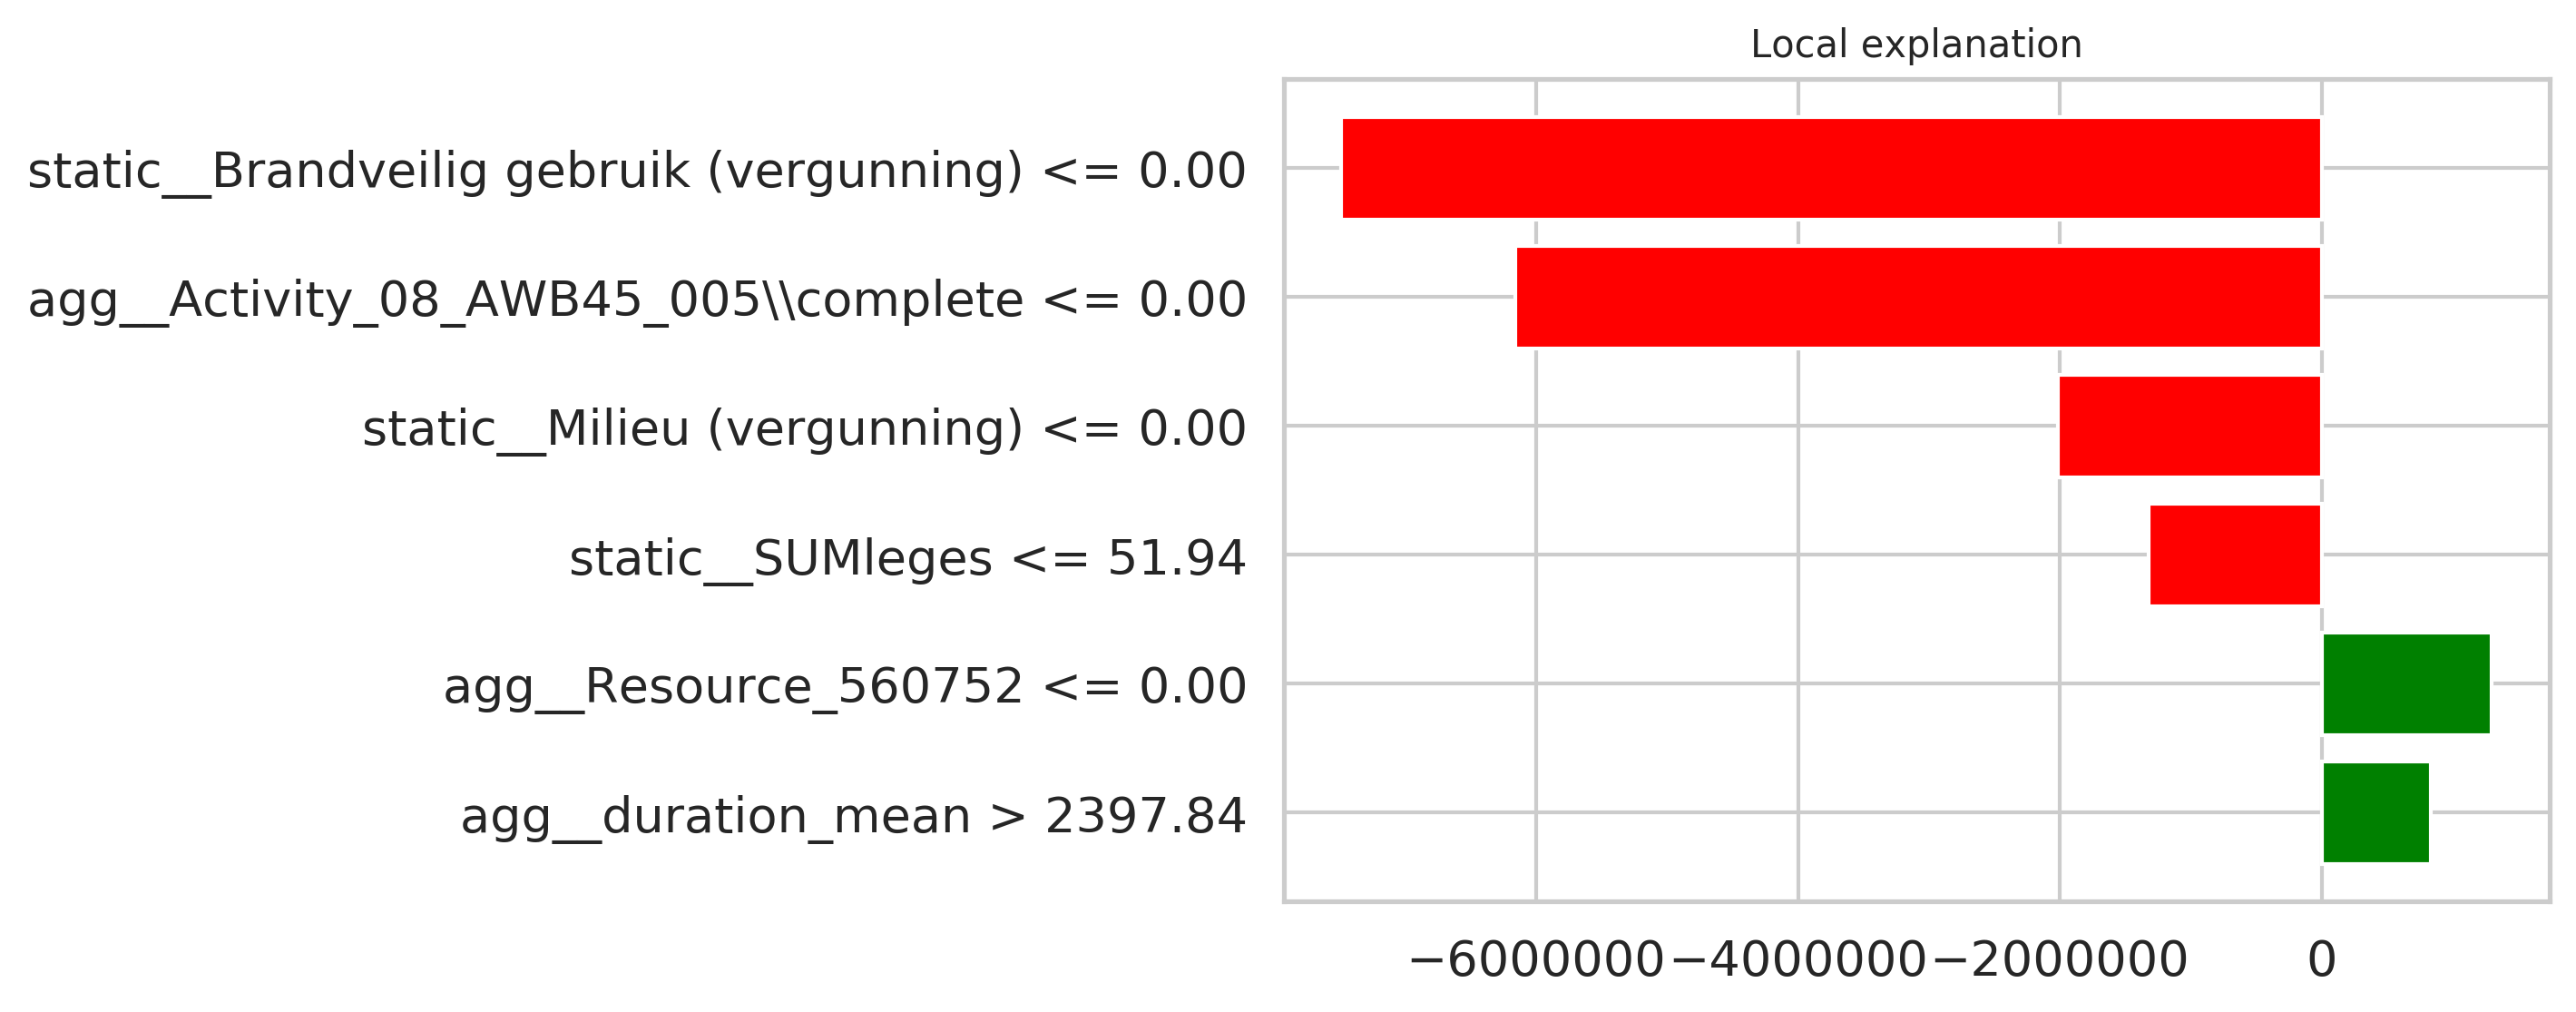 Local explanation
static__Brandveilig gebruik (vergunning) <= 0.00
agg__Activity_08_AWB45_005\\complete <= 0.00
static__Milieu (vergunning) <= 0.00
static__SUMleges <= 51.94
agg__Resource_560752 <= 0.00
agg__duration_mean > 2397.84
−6000000 −4000000 −2000000 0